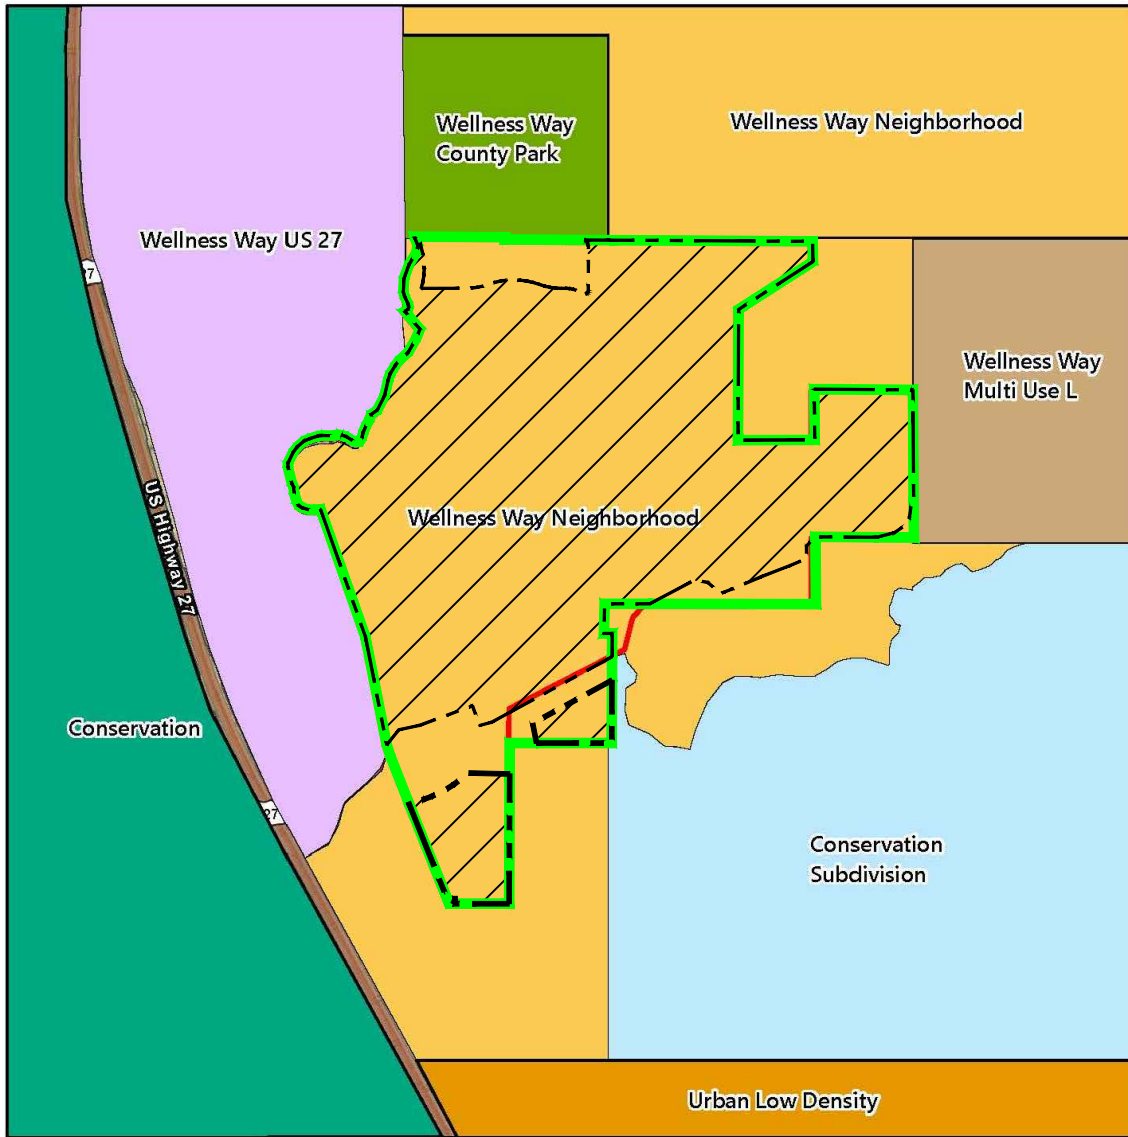 Wellness Way
County Park
Wellness Way Neighborhood
Wellness Way US 27
27
Wellness Way
Multi Use L
US Highway 27
Wellness Way Neighborhood
Conservation
27
Conservation
Subdivision
Urban Low Density